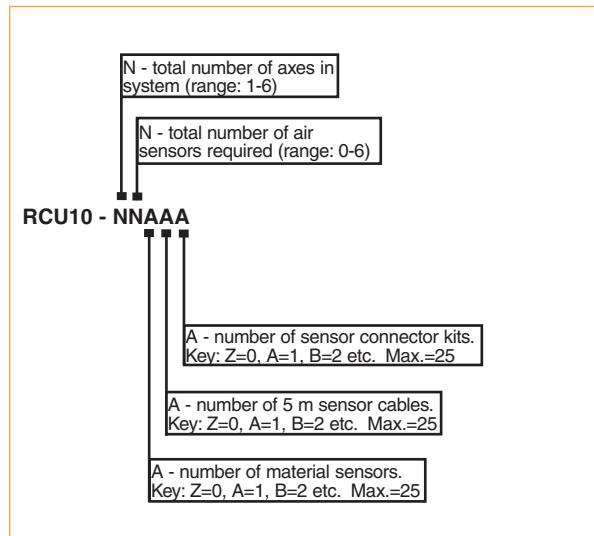 N - total number of axes in
system (range: 1-6)
N - total number of air
sensors required (range: 0-6)
RCU10 - NNAAA
A - number of sensor connector kits.
Key: Z=0, A=1, B=2 etc.  Max.=25
A - number of 5 m sensor cables.
Key: Z=0, A=1, B=2 etc.  Max.=25
A - number of material sensors.
Key: Z=0, A=1, B=2 etc.  Max.=25